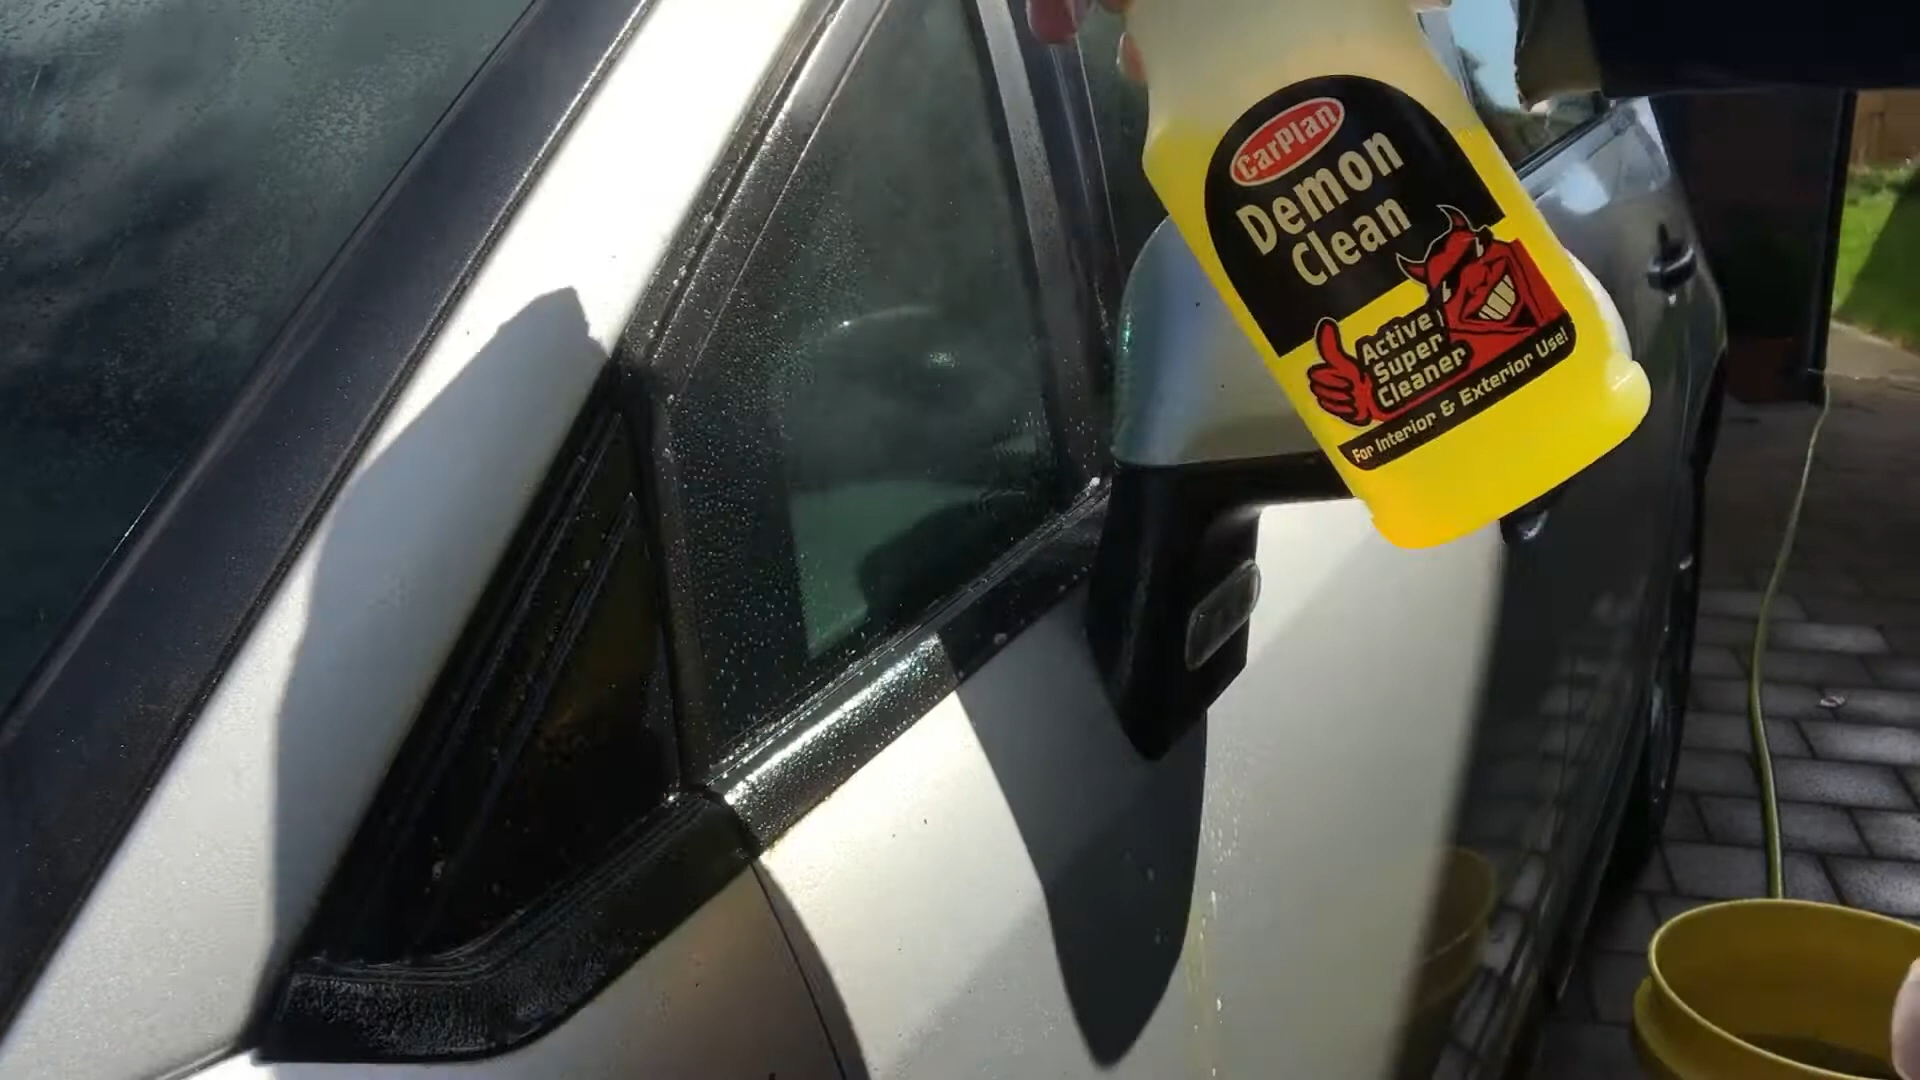 CarPlan
Demon
Clean
Active
Super
Cleaner
For Interior & Exterior Use!